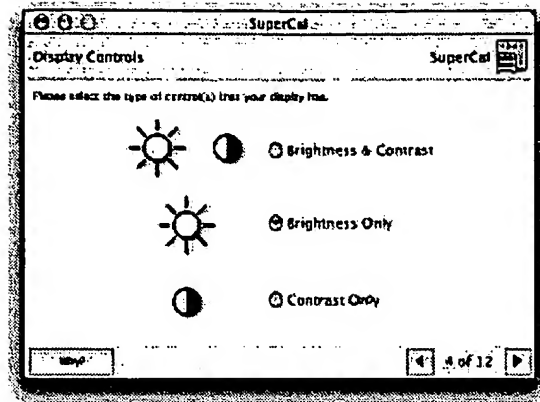 SuperCal
Display Controls SuperCal
Please select the type of control(s) that your display has.
Brightness & Contrast
Brightness Only
Contrast Only
4 of 12